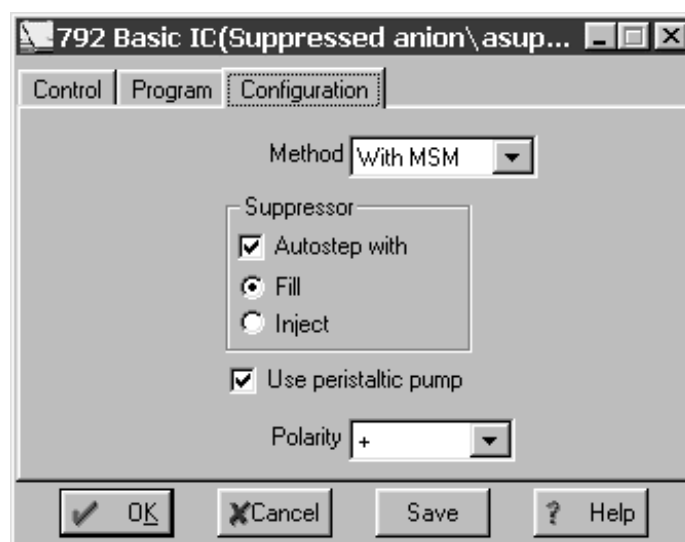 792 Basic IC(Suppressed anion\asup...
Control Program Configuration
Method With MSM
Suppressor
Autostep with
Fill
Inject
Use peristaltic pump
Polarity +
OK Cancel Save ? Help